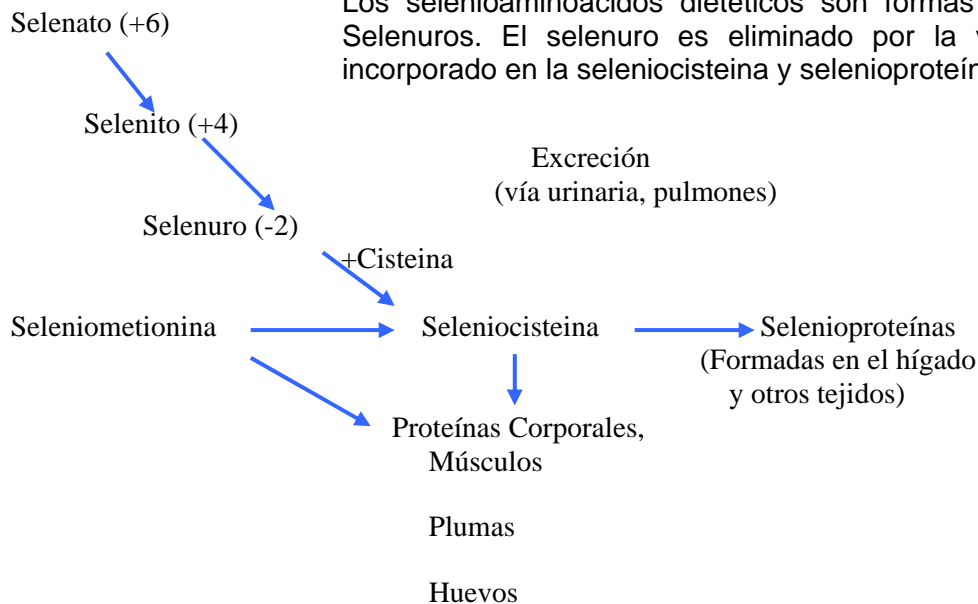 Los selenioaminoácidos dietéticos son formas
Selenuros. El selenuro es eliminado por la
incorporado en la seleniocisteina y
Selenato (+6)
Selenito (+4)
Excreción
(vía urinaria, pulmones)
Selenuro (-2)
+Cisteina
Seleniometionina
Seleniocisteina
Selenioproteínas
(Formadas en el hígado
y otros tejidos)
Proteínas Corporales,
Músculos
Plumas
Huevos